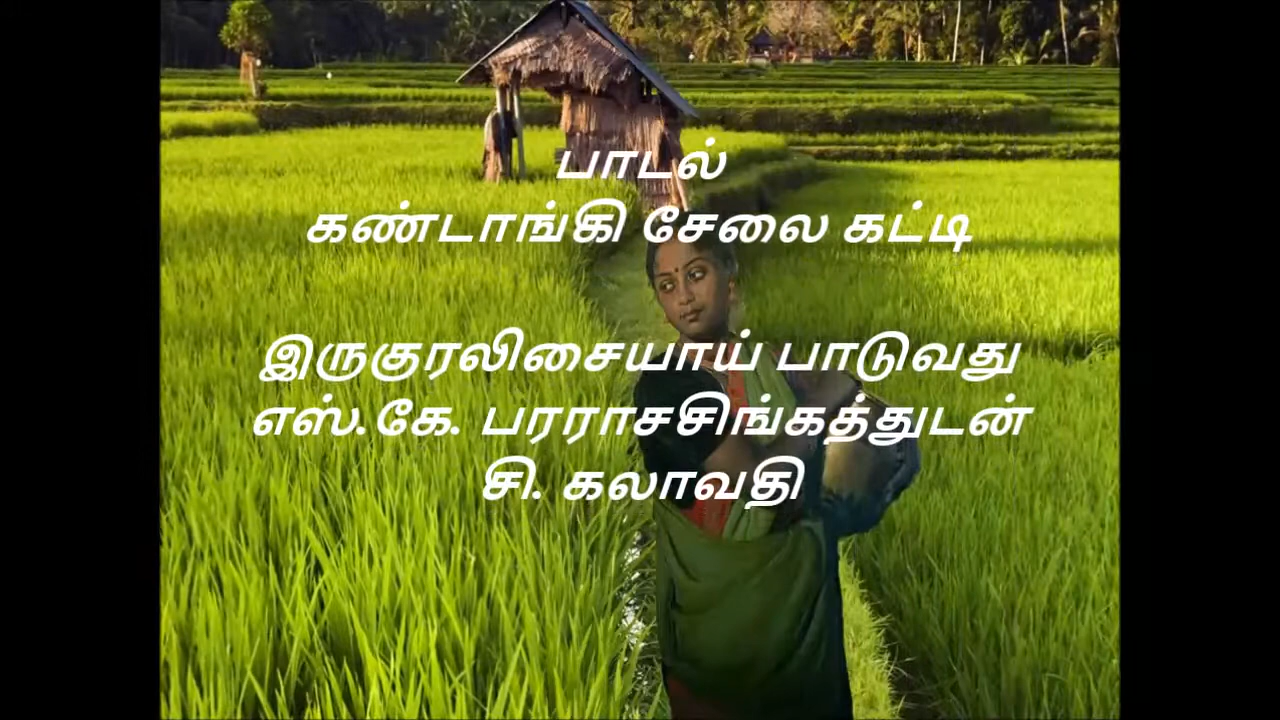 பாடல்
கண்டாங்கி சேலை கட்டி
இருகுரலிசையாய் பாடுவது
எஸ்.கே. பரராசசிங்கத்துடன்
சி. கலாவதி